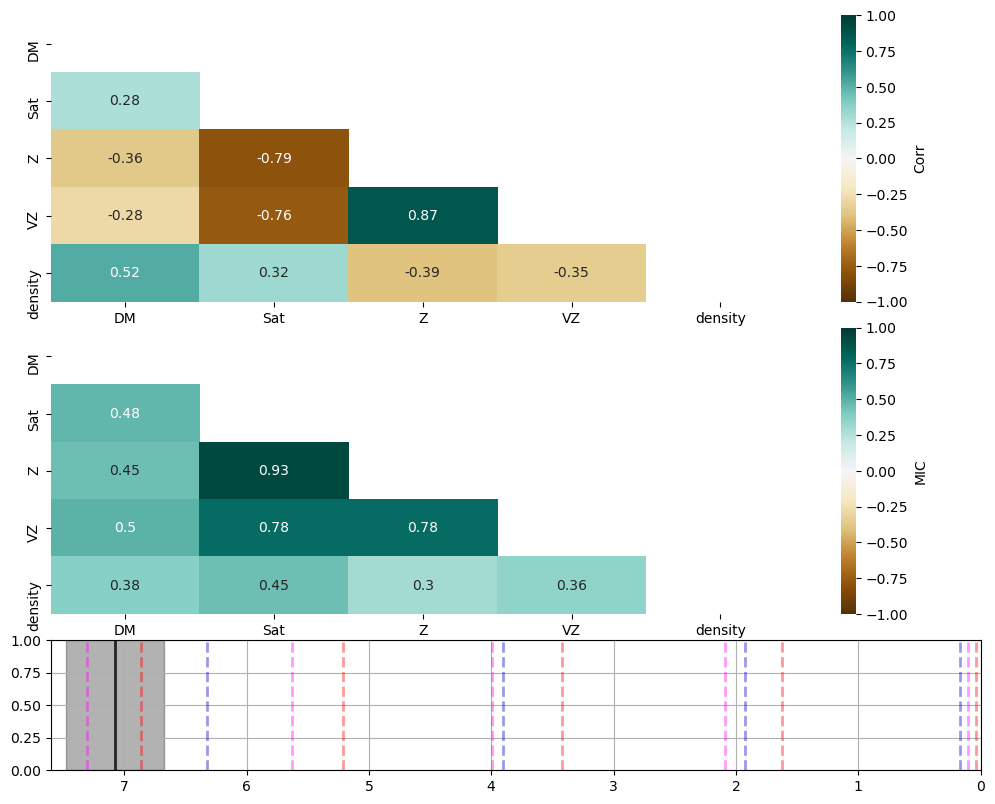 DM
Sat
Z
VZ
density
0.28
-0.36 -0.79
-0.28 -0.76 0.87
0.52 0.32 -0.39 -0.35
DM Sat Z VZ density
1.00
0.75
0.50
0.25
0.00
−0.25
−0.50
−0.75
−1.00
Corr
DM
Sat
Z
VZ
density
0.48
0.45 0.93
0.5 0.78 0.78
0.38 0.45 0.3 0.36
DM Sat Z VZ density
1.00
0.75
0.50
0.25
0.00
−0.25
−0.50
−0.75
−1.00
MIC
1.00
0.75
0.50
0.25
0.00
7 6 5 4 3 2 1 0